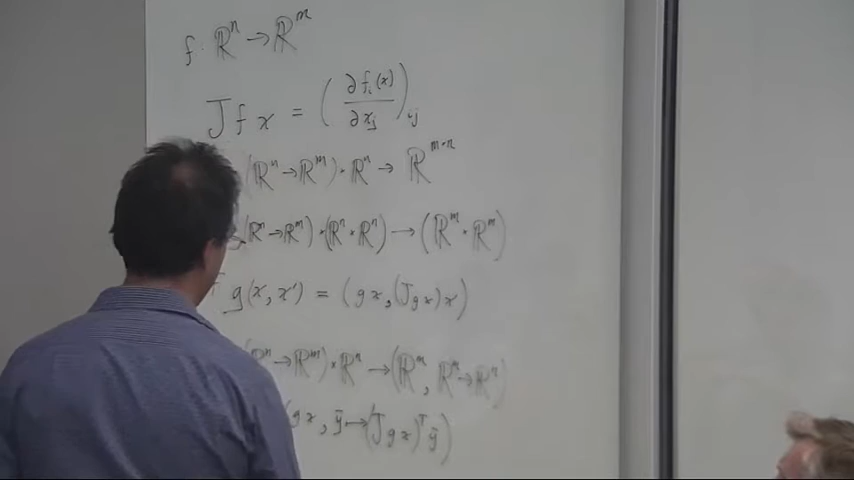 f: ℝⁿ → ℝᵐ
J f x = (∂fᵢ(x) / ∂xⱼ)ᵢⱼ
(ℝⁿ → ℝᵐ) × ℝⁿ → ℝᵐˣⁿ
(ℝⁿ → ℝᵐ) × (ℝⁿ × ℝⁿ) → (ℝᵐ × ℝᵐ)
g(x, x′) = (g x, (J g x) x′)
ℝⁿ → ℝᵐ) × ℝⁿ → (ℝᵐ, ℝᵐ → ℝⁿ)
(g x, ȳ ↦ (J g x)ᵀ ȳ)